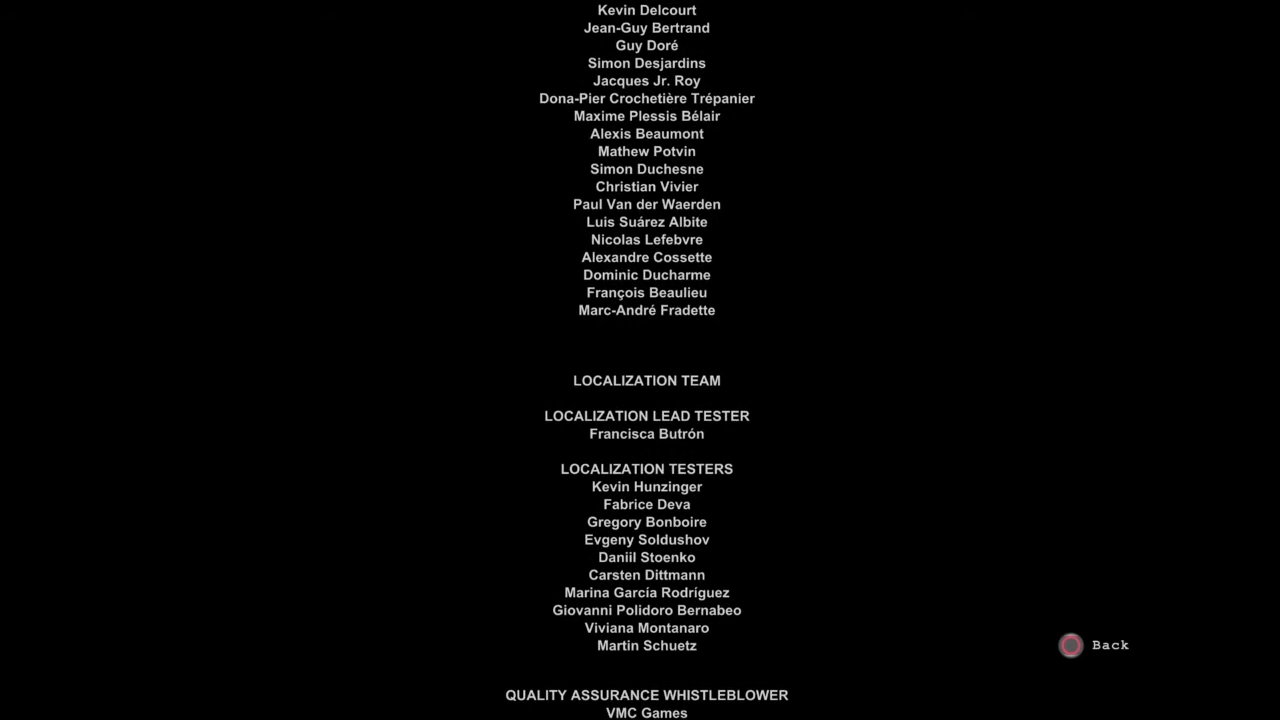 Kevin Delcourt
Jean-Guy Bertrand
Guy Doré
Simon Desjardins
Jacques Jr. Roy
Dona-Pier Crochetière Trépanier
Maxime Plessis Bélair
Alexis Beaumont
Mathew Potvin
Simon Duchesne
Christian Vivier
Paul Van der Waerden
Luis Suárez Albite
Nicolas Lefebvre
Alexandre Cossette
Dominic Ducharme
François Beaulieu
Marc-André Fradette
LOCALIZATION TEAM
LOCALIZATION LEAD TESTER
Francisca Butrón
LOCALIZATION TESTERS
Kevin Hunzinger
Fabrice Deva
Gregory Bonboire
Evgeny Soldushov
Daniil Stoenko
Carsten Dittmann
Marina García Rodríguez
Giovanni Polidoro Bernabeo
Viviana Montanaro
Martin Schuetz
Back
QUALITY ASSURANCE WHISTLEBLOWER
VMC Games